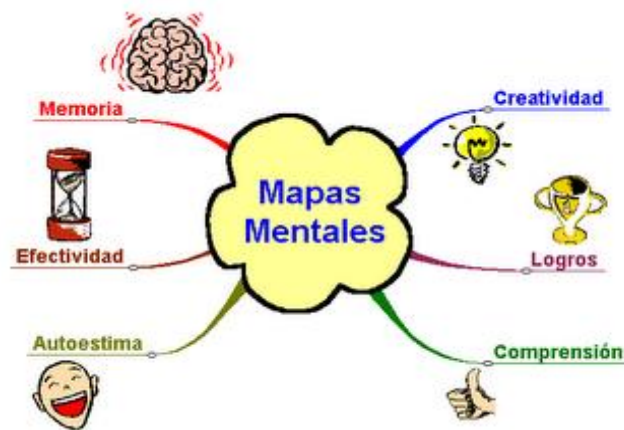 Mapas
Mentales
Memoria
Efectividad
Autoestima
Creatividad
Logros
Comprensión